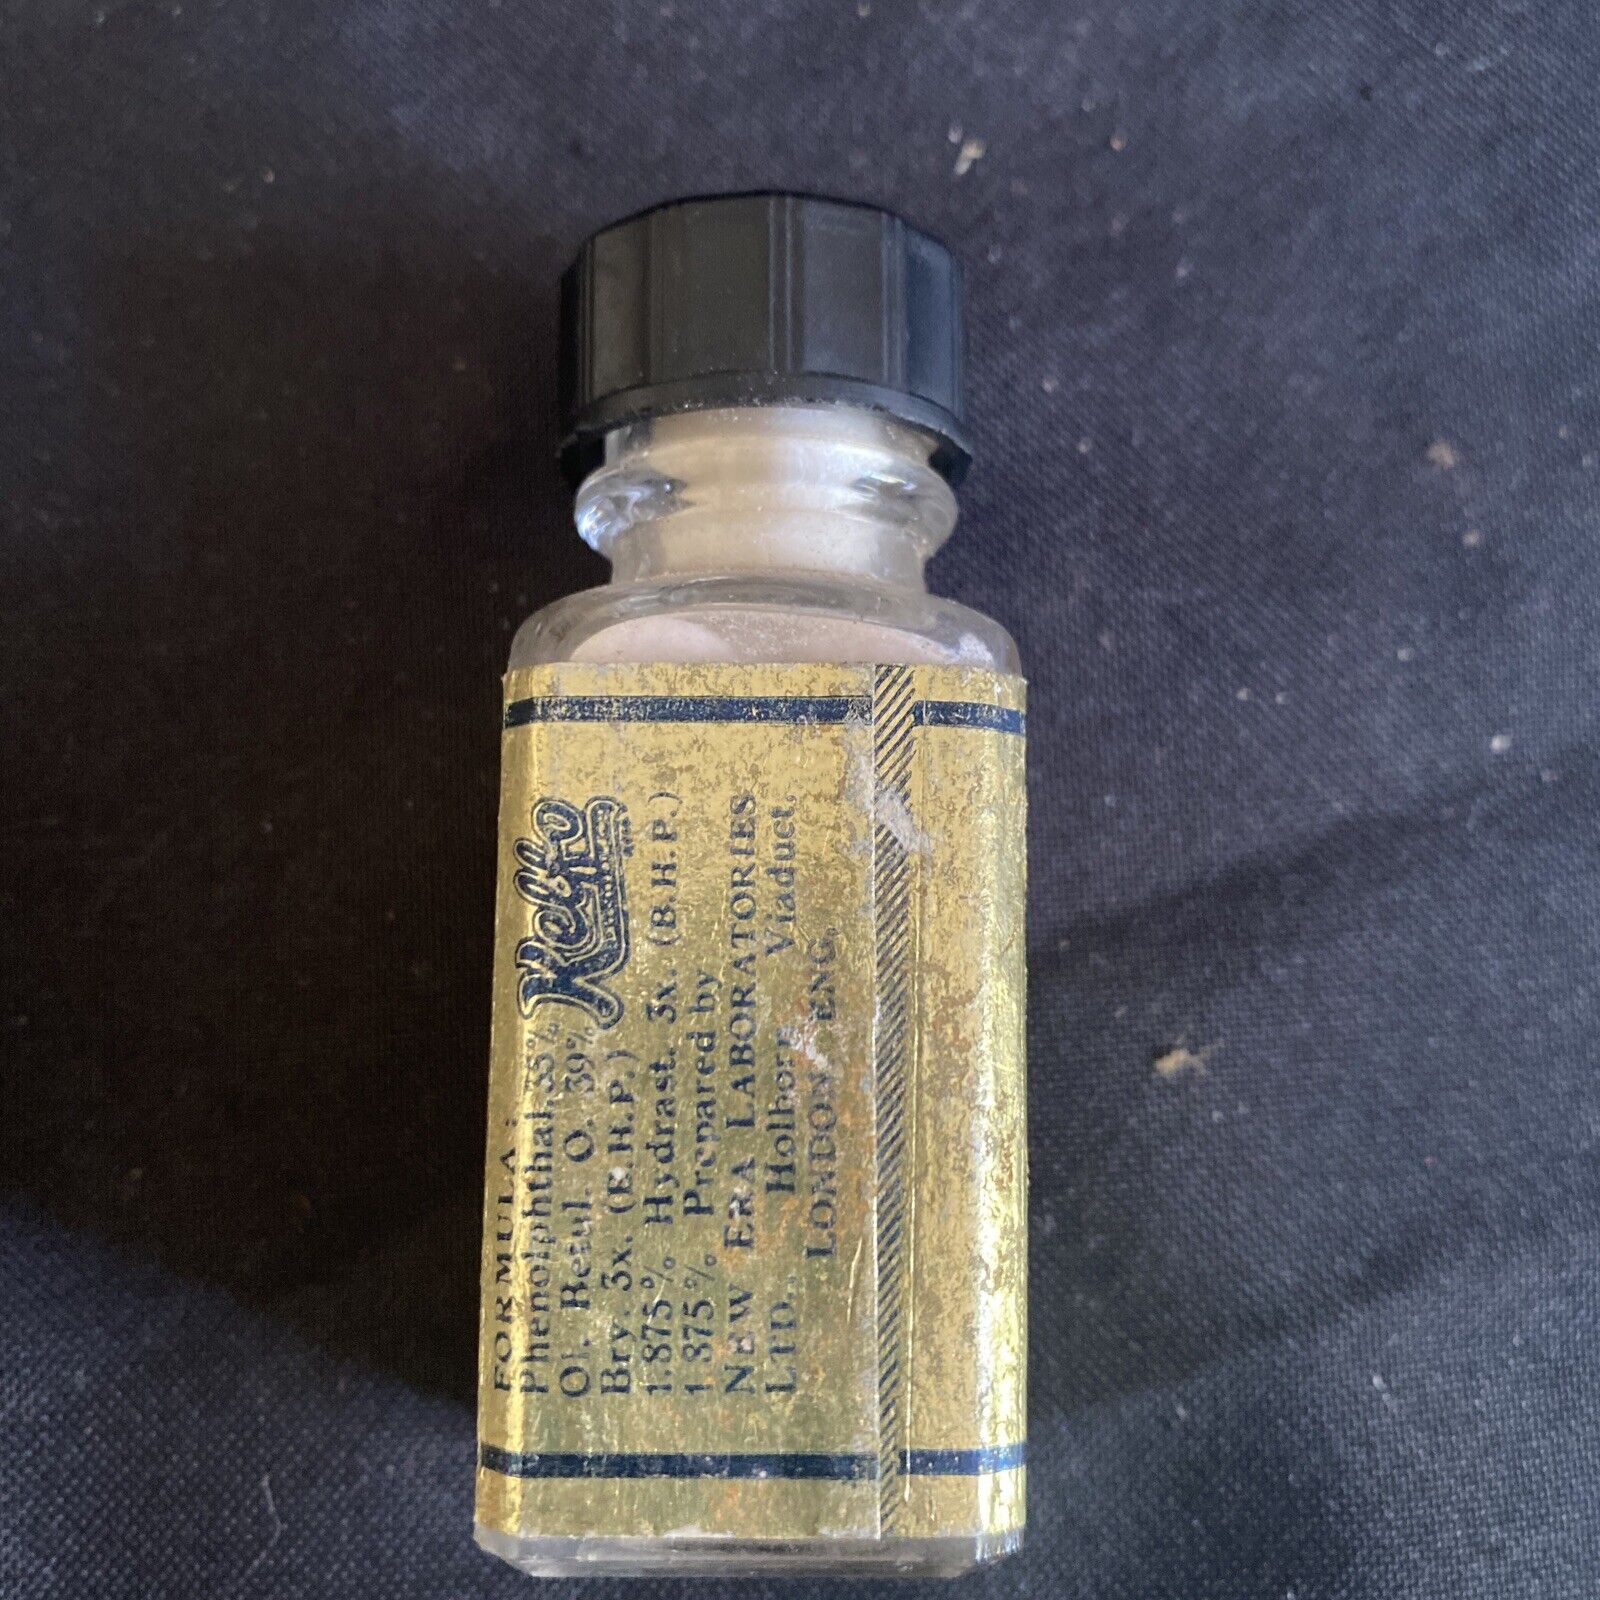 FORMULA :
Phenolphthal. 35%
Ol. Betul. O. 39%
Bry. 3x. (B.H.P.)
1.875% Hydrast. 3x. (B.H.P.)
1.875% Prepared by
NEW ERA LABORATORIES
LTD., Holborn Viaduct,
LONDON ENG.